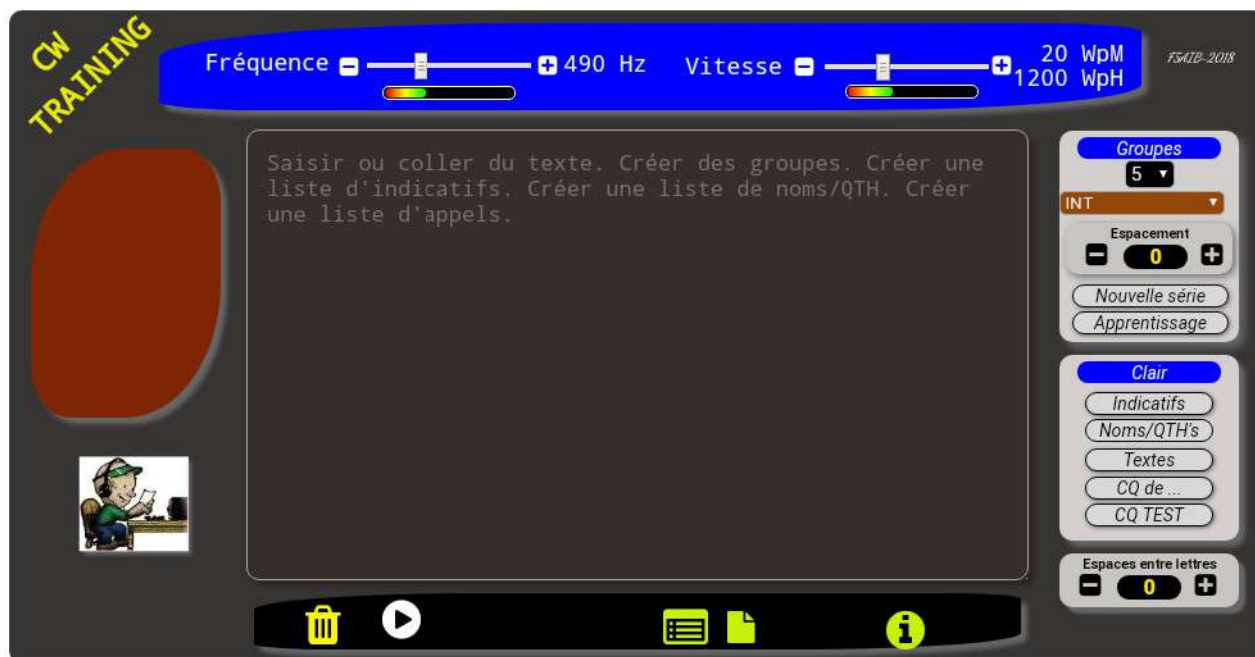 CW
TRAINING
Fréquence
490 Hz
Vitesse
20 WpM
1200 WpH
F5AIB-2018
Saisir ou coller du texte. Créer des groupes. Créer une
liste d'indicatifs. Créer une liste de noms/QTH. Créer
une liste d'appels.
Groupes
5
INT
Espacement
0
Nouvelle série
Apprentissage
Clair
Indicatifs
Noms/QTH's
Textes
CQ de ...
CQ TEST
Espaces entre lettres
0